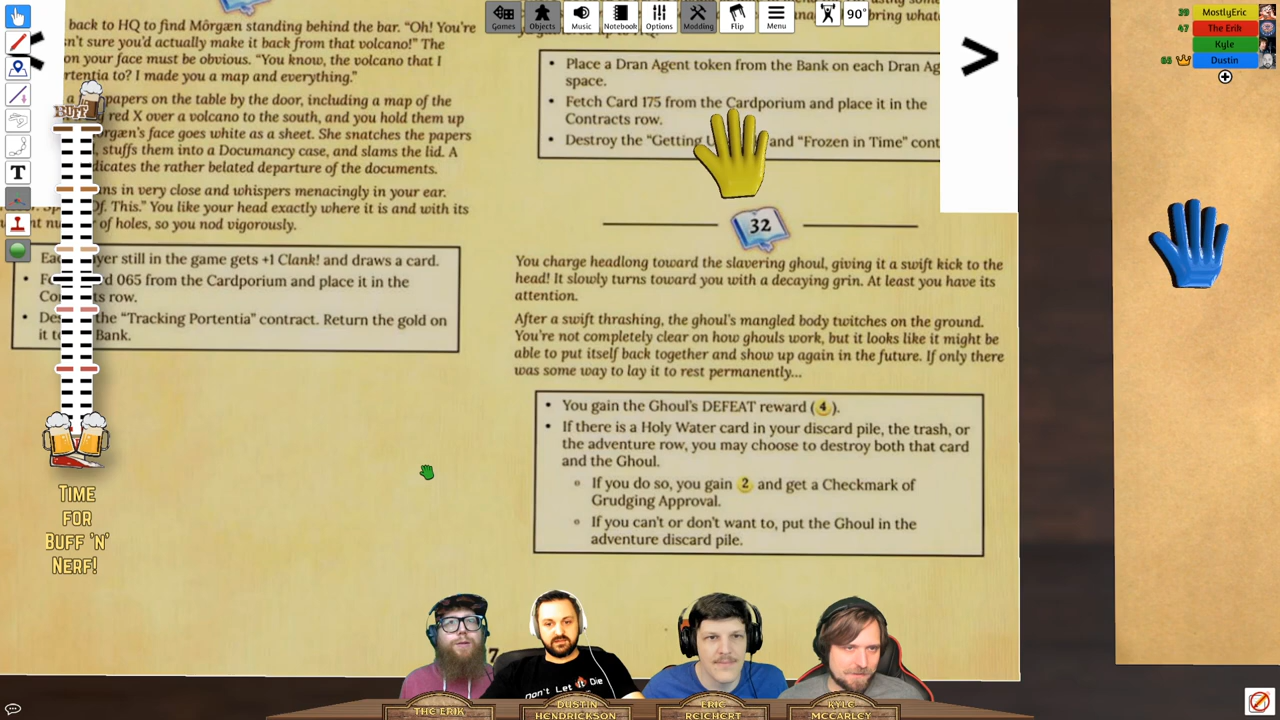 Games
Objects
Music
Notebook
Options
Modding
Flip
Menu
90°
39 MostlyEric
47 The Erik
Kyle
66 Dustin
back to HQ to find Môrgæn standing behind the bar. "Oh! You're
n't sure you'd actually make it back from that volcano!" The
on your face must be obvious. "You know, the volcano that I
rtentia to? I made you a map and everything."
papers on the table by the door, including a map of the
red X over a volcano to the south, and you hold them up
rgæn's face goes white as a sheet. She snatches the papers
stuffs them into a Documancy case, and slams the lid. A
dicates the rather belated departure of the documents.
ns in very close and whispers menacingly in your ear.
Of. This." You like your head exactly where it is and with its
of holes, so you nod vigorously.
yer still in the game gets +1 Clank! and draws a card.
rd 065 from the Cardporium and place it in the
row.
the "Tracking Portentia" contract. Return the gold on
it Bank.
bring what
• Place a Dran Agent token from the Bank on each Dran Ag
space.
• Fetch Card 175 from the Cardporium and place it in the
Contracts row.
• Destroy the "Getting and "Frozen in Time" cont
32
You charge headlong toward the slavering ghoul, giving it a swift kick to the
head! It slowly turns toward you with a decaying grin. At least you have its
attention.
After a swift thrashing, the ghoul's mangled body twitches on the ground.
You're not completely clear on how ghouls work, but it looks like it might be
able to put itself back together and show up again in the future. If only there
was some way to lay it to rest permanently...
• You gain the Ghoul's DEFEAT reward (4).
• If there is a Holy Water card in your discard pile, the trash, or
the adventure row, you may choose to destroy both that card
and the Ghoul.
o If you do so, you gain 2 and get a Checkmark of
Grudging Approval.
o If you can't or don't want to, put the Ghoul in the
adventure discard pile.
7
T
BUFF
TIME
FOR
BUFF 'N'
NERF!
Don't Let It Die
THE ERIK
DUSTIN
HENDRICKSON
ERIC
REICHERT
KYLE
MCCARLEY